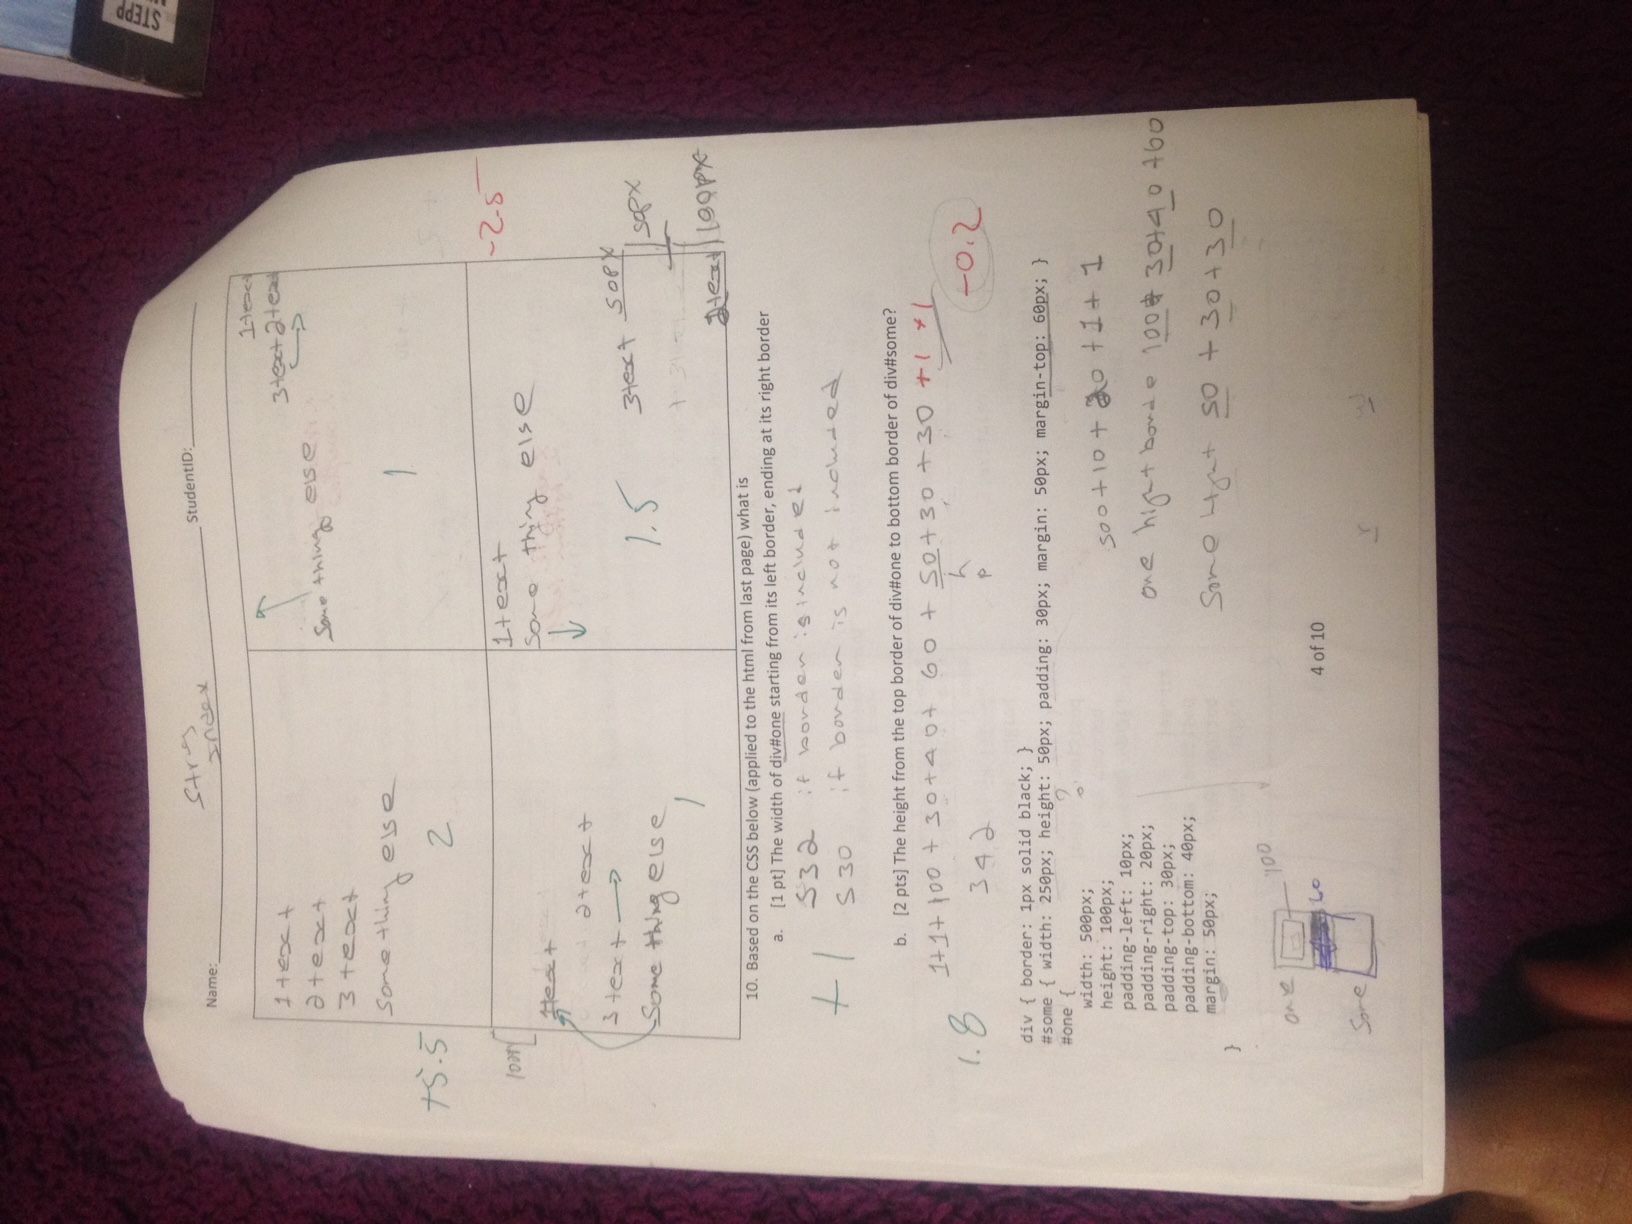 STEPP
Name: StudentID:
index
1text
2text
3text
Something else
2
+5.5
1text
3text 2text
Something else
1
-2.5
1text
2text
3text
Something else
1
1text
Some thing else
1.5
3text 50PX
50PX
2text 100PX
10. Based on the CSS below (applied to the html from last page) what is
a. [1 pt] The width of div#one starting from its left border, ending at its right border
532 if border is included
+1
530 if border is not included
b. [2 pts] The height from the top border of div#one to bottom border of div#some?
1+1+100 + 30+40+ 60 + 50+30 +30 +1 +1
h
1.8
-0.2
342
p
div { border: 1px solid black; }
#some { width: 250px; height: 50px; padding: 30px; margin: 50px; margin-top: 60px; }
#one {
?
width: 500px;
height: 100px;
padding-left: 10px;
padding-right: 20px;
padding-top: 30px;
padding-bottom: 40px;
margin: 50px;
}
500+10+20+1+1
one hight borde 100+ 30+40 +60
Some hight 50 + 30+30
one 100
60
Some
4 of 10
r w